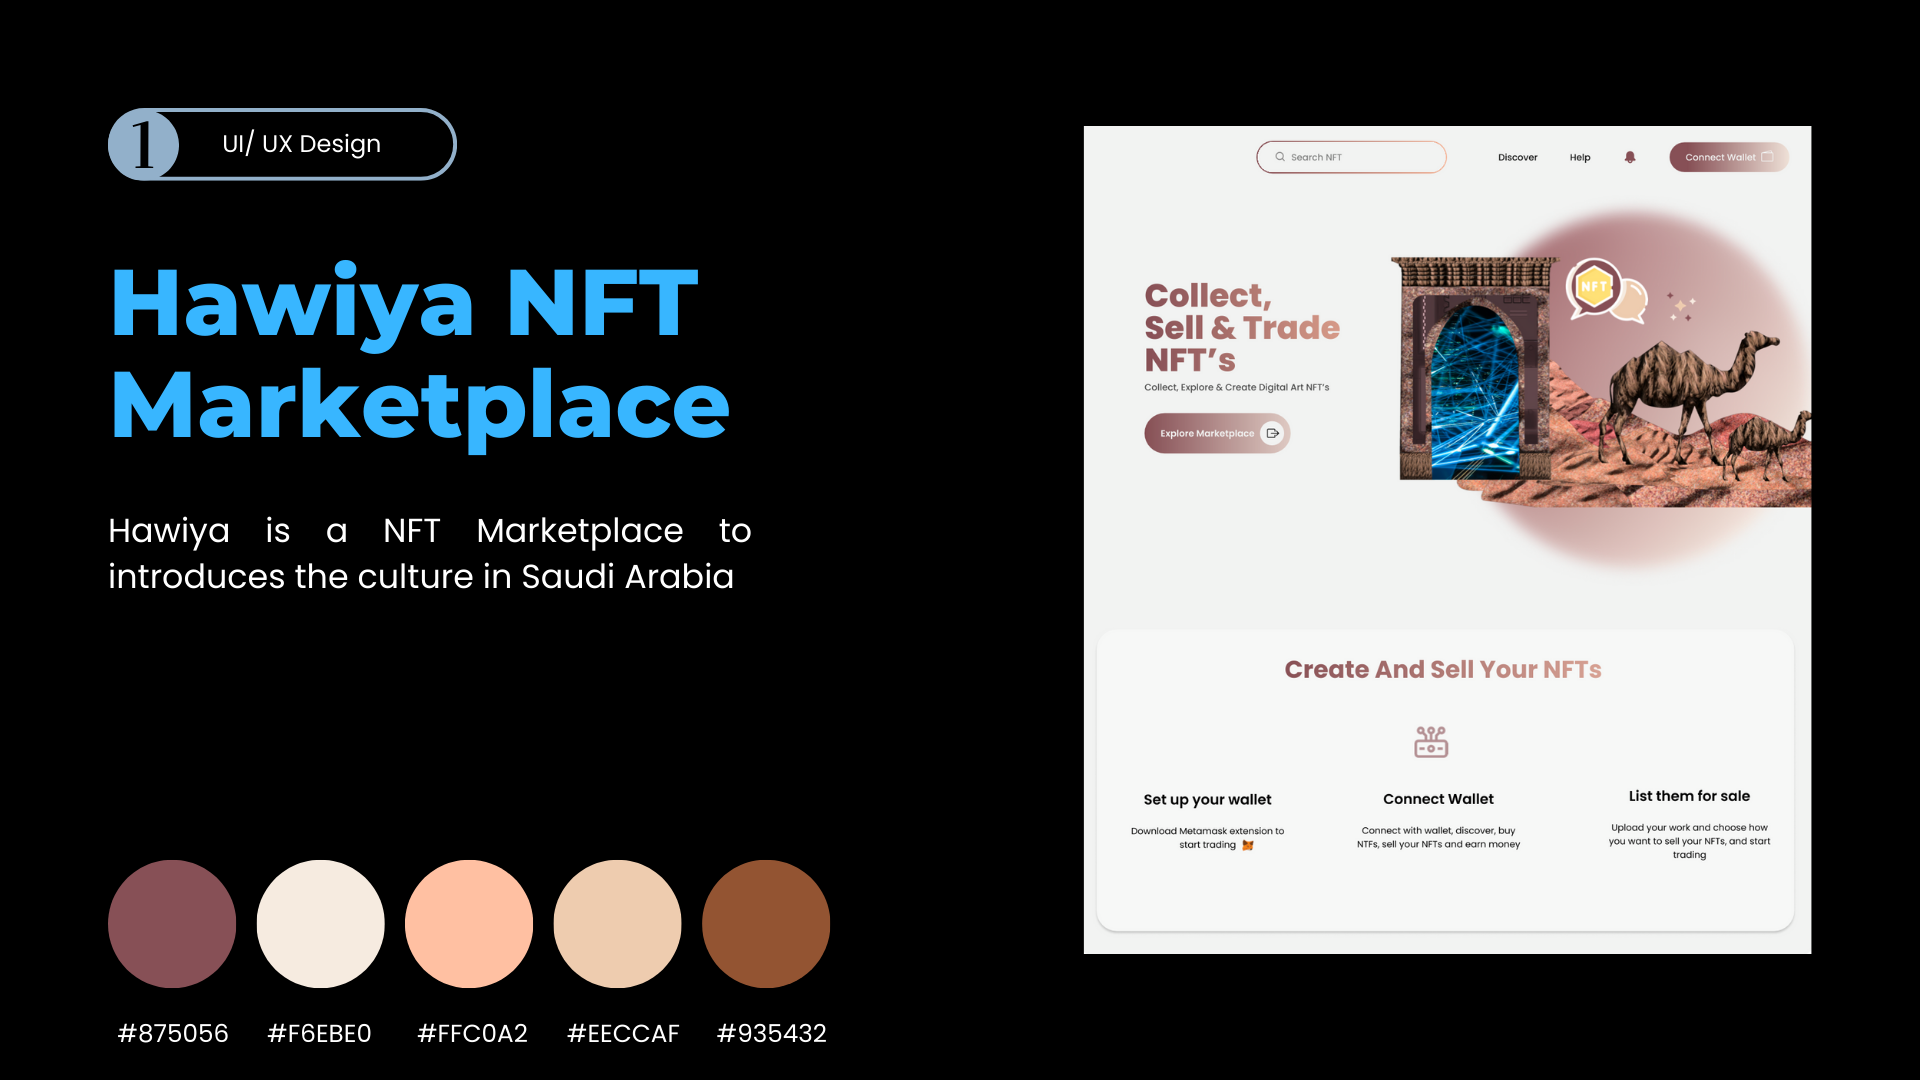 1
UI/ UX Design
Hawiya NFT
Marketplace
Hawiya is a NFT Marketplace to
introduces the culture in Saudi Arabia
#875056 #F6EBE0 #FFC0A2 #EECCAF #935432
Search NFT
Discover
Help
Connect Wallet
Collect,
Sell & Trade
NFT’s
Collect, Explore & Create Digital Art NFT’s
Explore Marketplace
NFT
Create And Sell Your NFTs
Set up your wallet
Download Metamask extension to
start trading
Connect Wallet
Connect with wallet, discover, buy
NTFs, sell your NFTs and earn money
List them for sale
Upload your work and choose how
you want to sell your NFTs, and start
trading